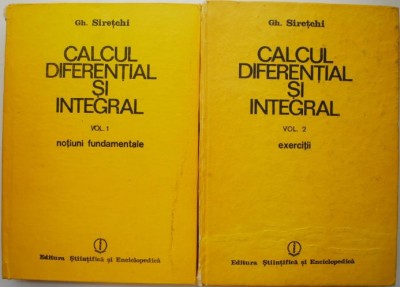 Gh. Sirețchi
CALCUL
DIFERENȚIAL
ȘI
INTEGRAL
VOL. 1
noțiuni fundamentale
Editura Științifică și Enciclopedică
Gh. Sirețchi
CALCUL
DIFERENȚIAL
ȘI
INTEGRAL
VOL. 2
exerciții
Editura Științifică și Enciclopedică